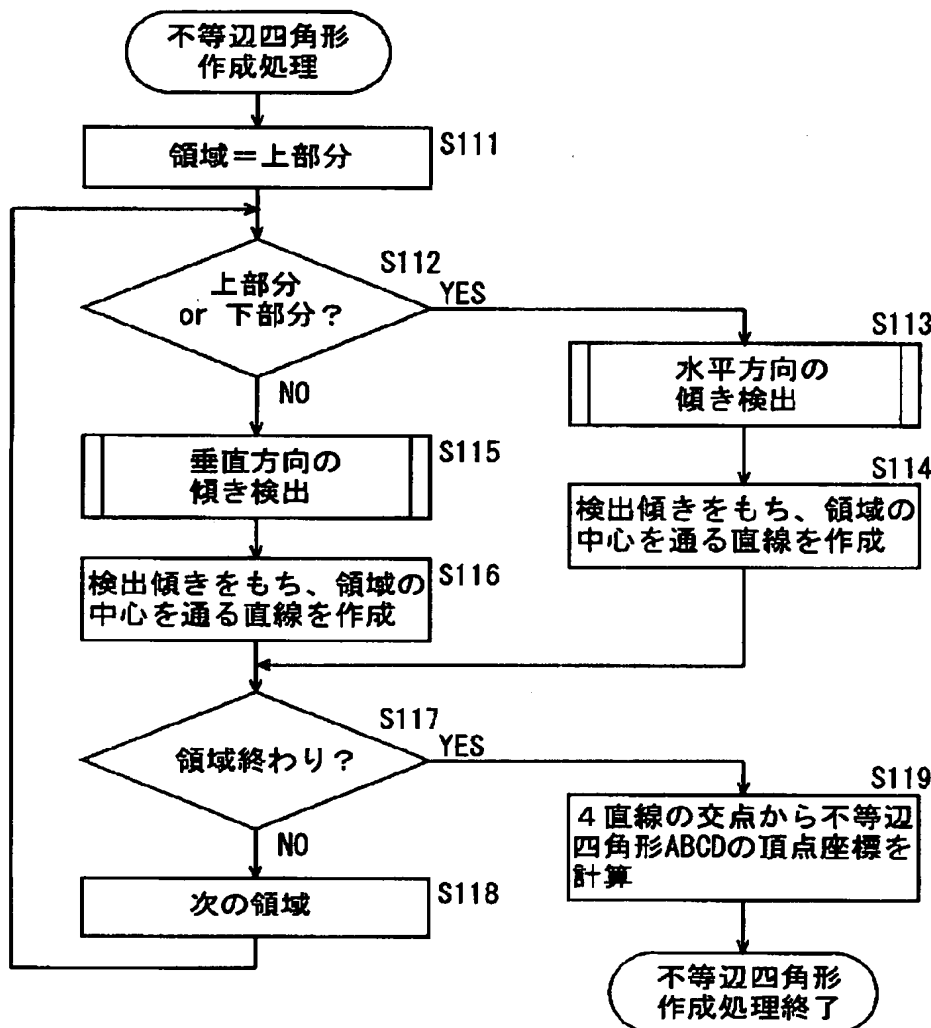 不等辺四角形
作成処理
領域＝上部分
S111
上部分
or 下部分？
S112
YES
NO
S113
水平方向の
傾き検出
S114
検出傾きをもち、領域の
中心を通る直線を作成
垂直方向の
傾き検出
S115
検出傾きをもち、領域の
中心を通る直線を作成
S116
領域終わり？
S117
YES
NO
次の領域
S118
S119
４直線の交点から不等辺
四角形ABCDの頂点座標を
計算
不等辺四角形
作成処理終了